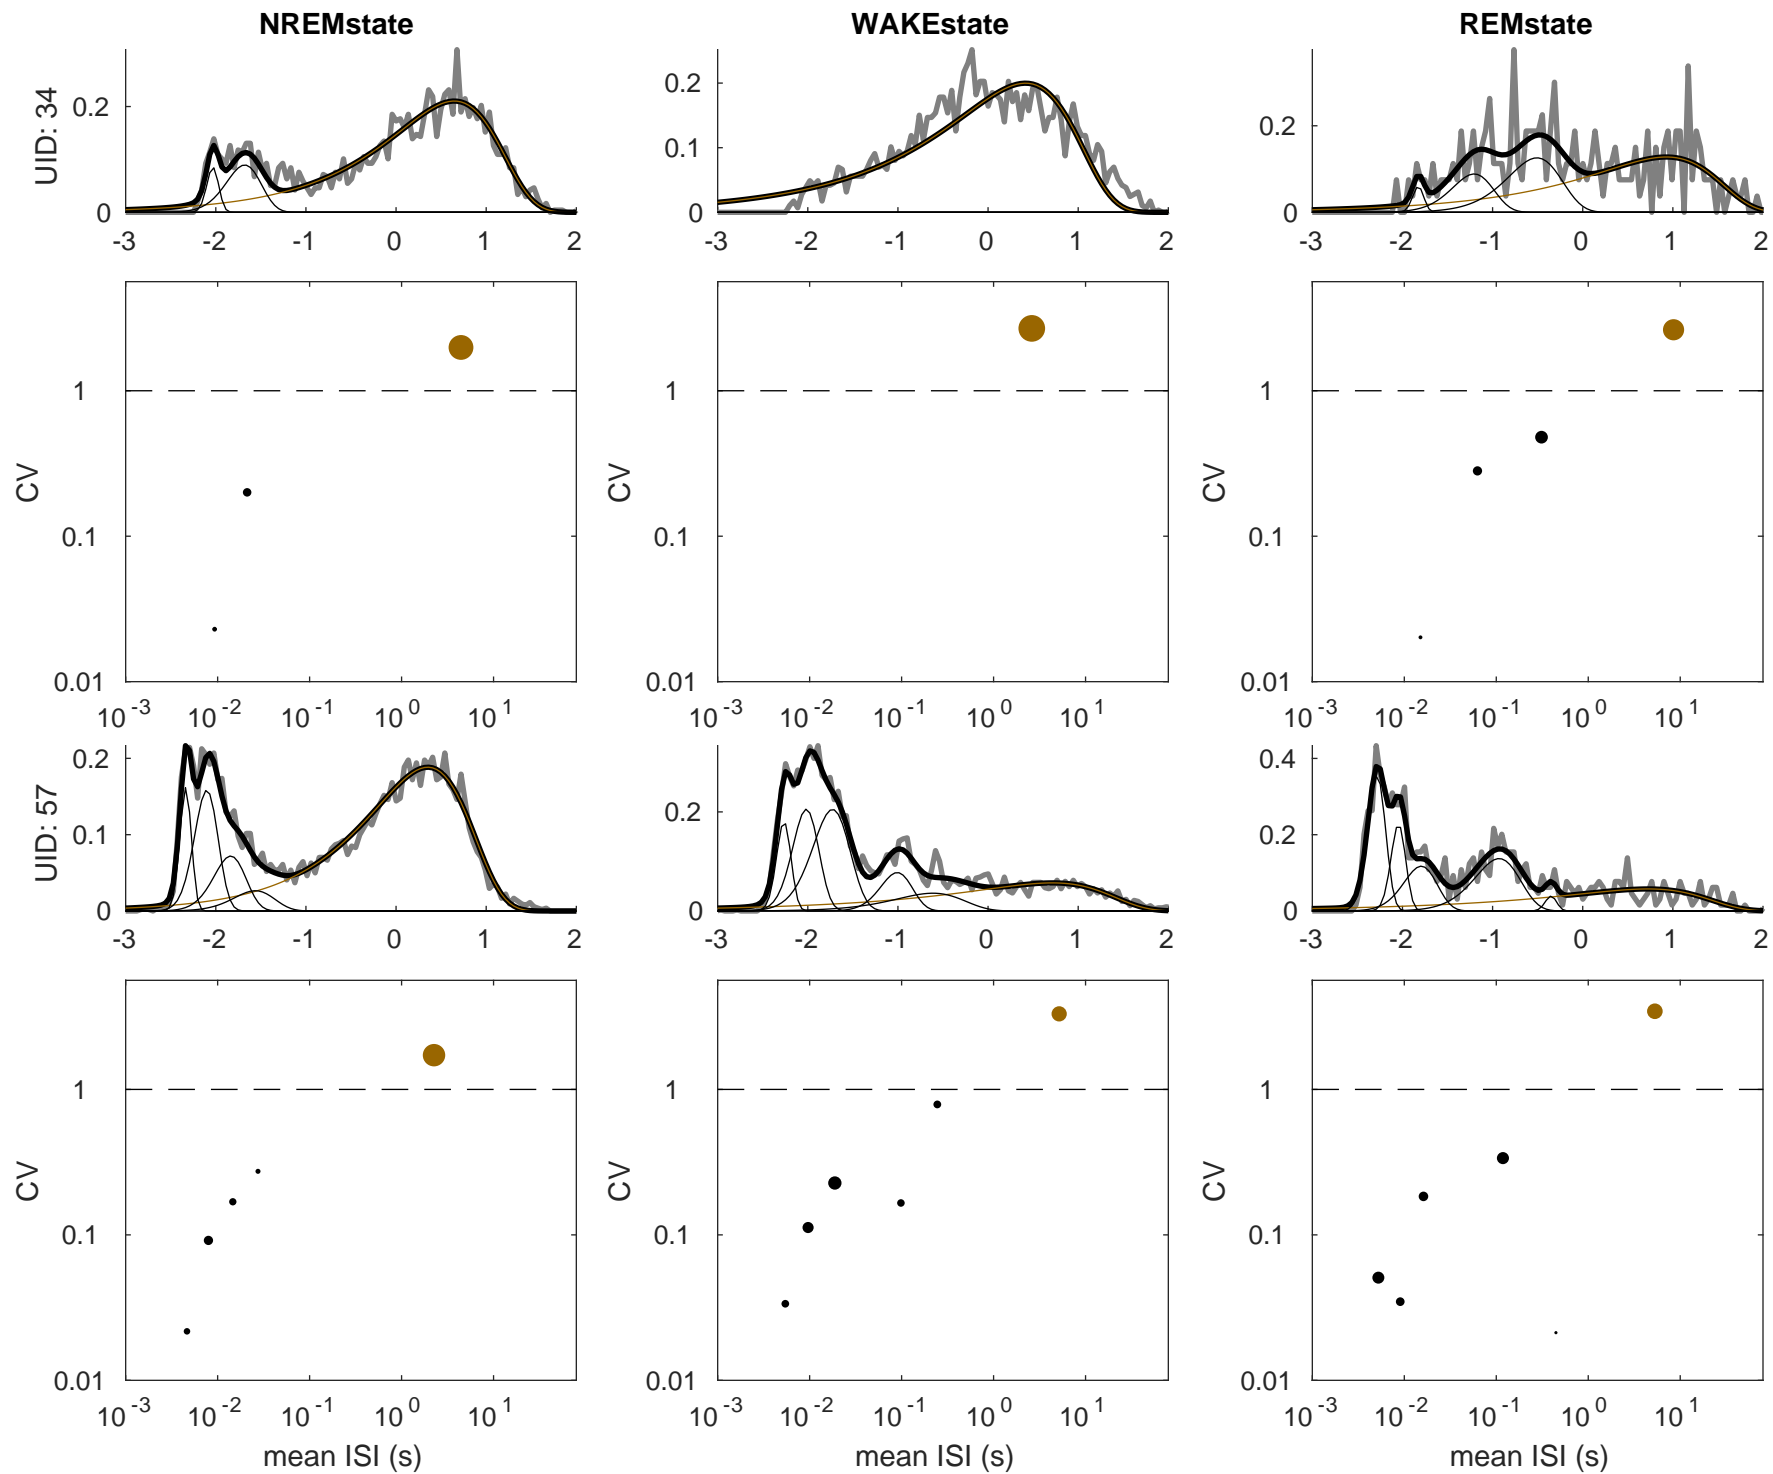 NREMstate WAKEstate REMstate
UID: 34
0.2 0.2 0.2
0.1
0 0 0
-3 -2 -1 0 1 2 -3 -2 -1 0 1 2 -3 -2 -1 0 1 2
1 1 1
CV CV CV
0.1 0.1 0.1
0.01 0.01 0.01
10^-3 10^-2 10^-1 10^0 10^1 10^-3 10^-2 10^-1 10^0 10^1 10^-3 10^-2 10^-1 10^0 10^1
UID: 57
0.2 0.2 0.4
0.1 0.2
0 0 0
-3 -2 -1 0 1 2 -3 -2 -1 0 1 2 -3 -2 -1 0 1 2
1 1 1
CV CV CV
0.1 0.1 0.1
0.01 0.01 0.01
10^-3 10^-2 10^-1 10^0 10^1 10^-3 10^-2 10^-1 10^0 10^1 10^-3 10^-2 10^-1 10^0 10^1
mean ISI (s) mean ISI (s) mean ISI (s)